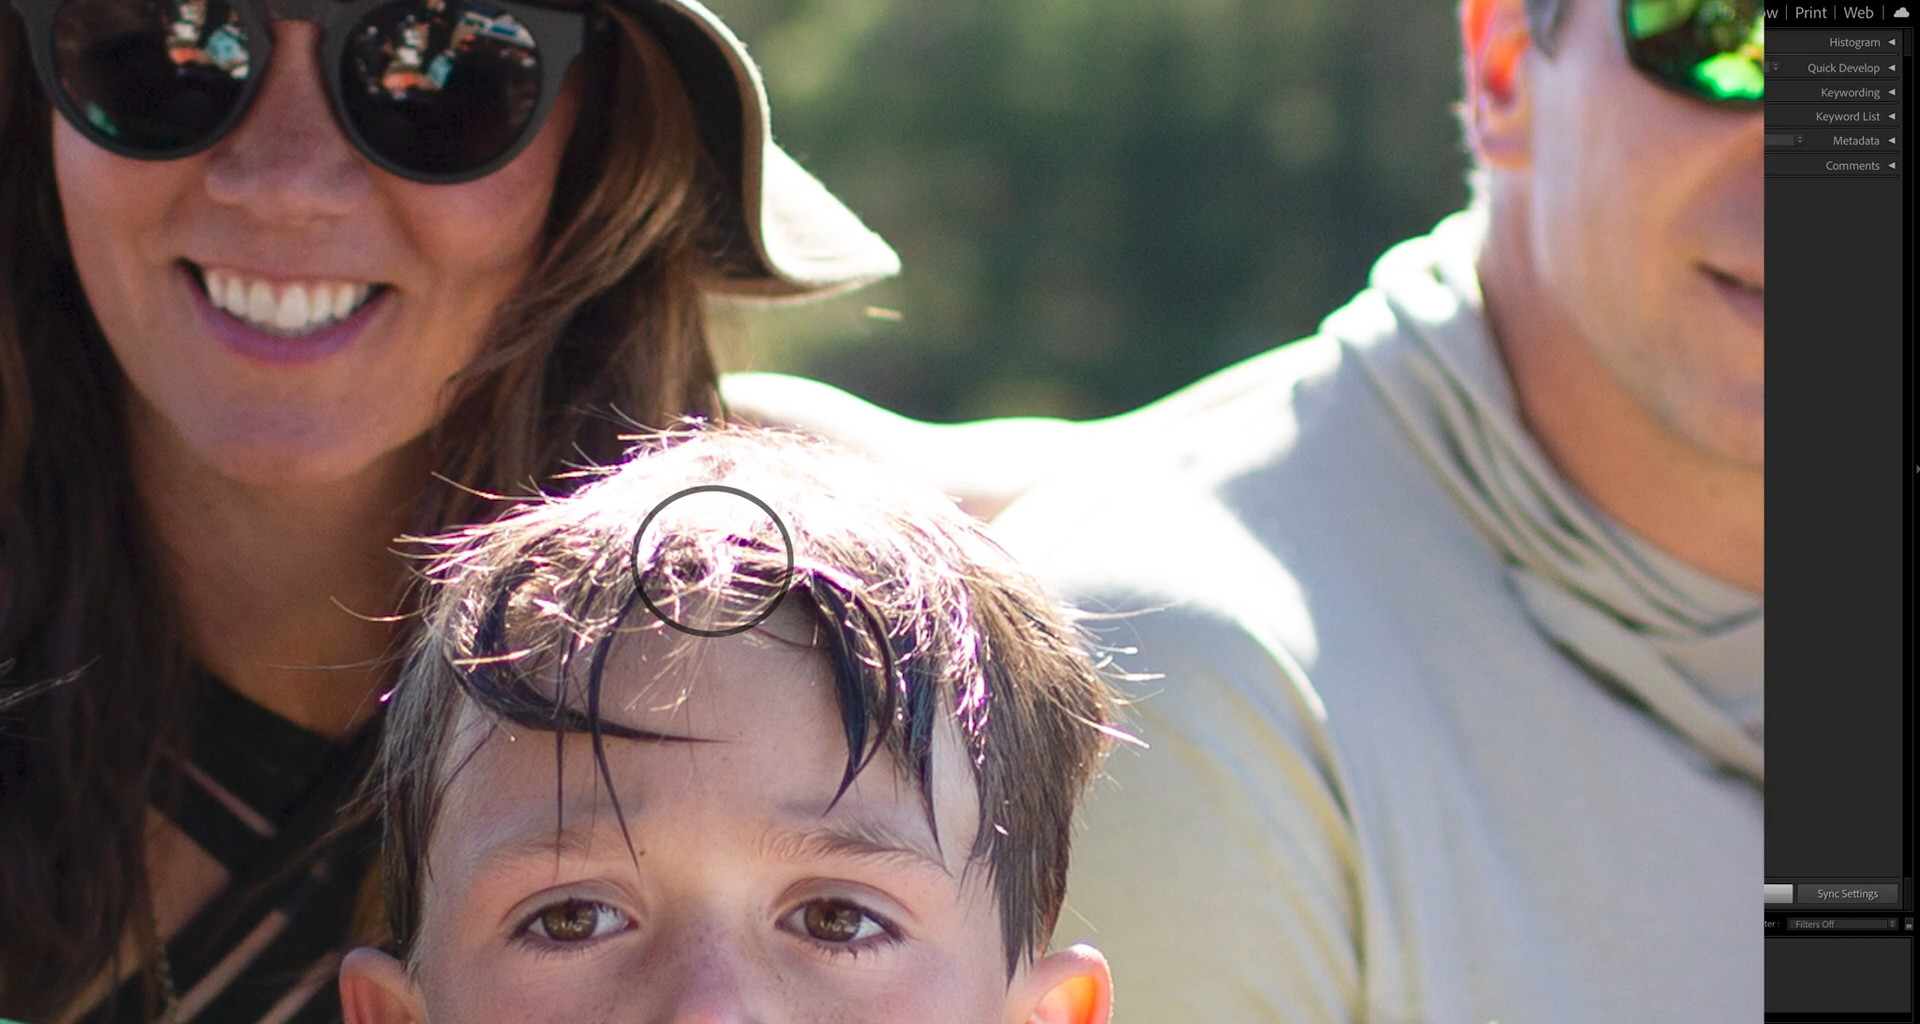 Print | Web
Histogram
Quick Develop
Keywording
Keyword List
Metadata
Comments
Sync Settings
Filters Off